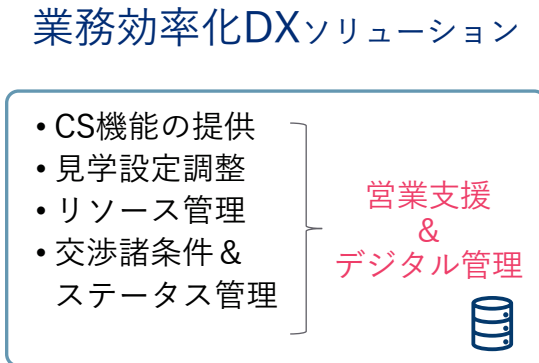 業務効率化DXソリューション
• CS機能の提供
• 見学設定調整
• リソース管理
• 交渉諸条件＆
ステータス管理
営業支援
＆
デジタル管理